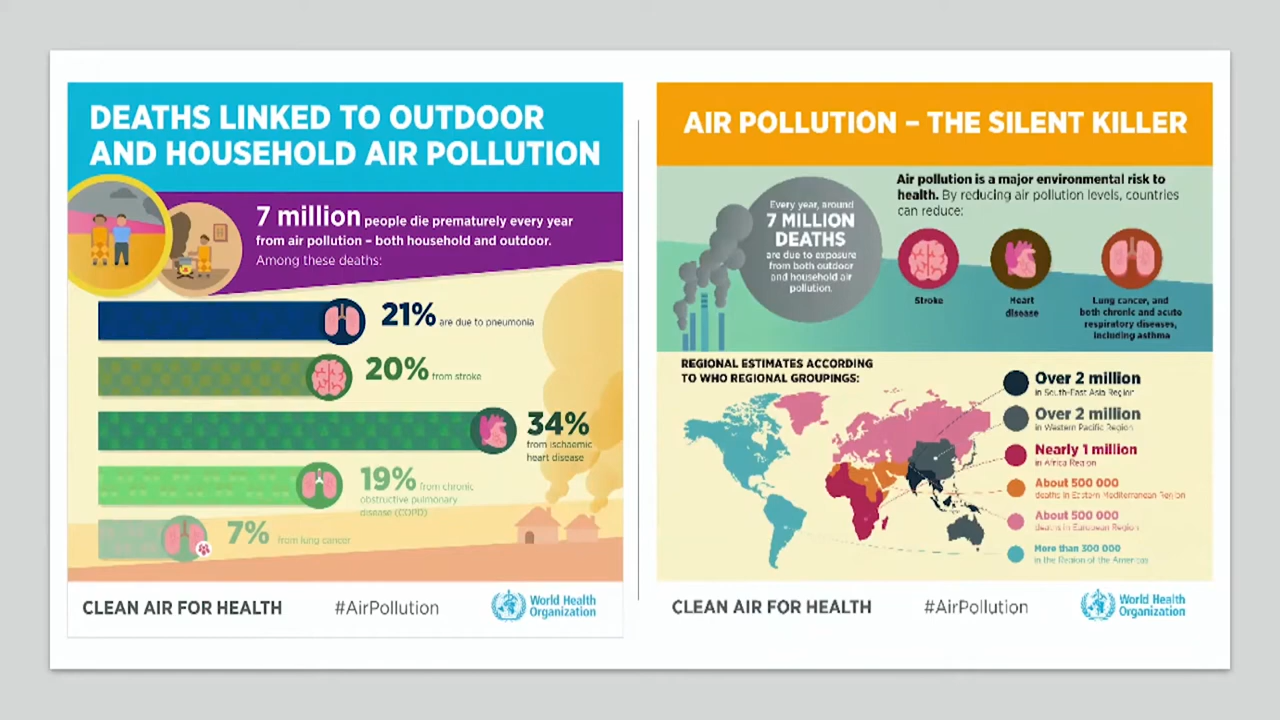 DEATHS LINKED TO OUTDOOR
AND HOUSEHOLD AIR POLLUTION
7 million people die prematurely every year
from air pollution – both household and outdoor.
Among these deaths:
21% are due to pneumonia
20% from stroke
34%
from ischaemic
heart disease
19% from chronic
obstructive pulmonary
disease (COPD)
7% from lung cancer
CLEAN AIR FOR HEALTH
#AirPollution
World Health
Organization
AIR POLLUTION – THE SILENT KILLER
Every year, around
7 MILLION
DEATHS
are due to exposure
from both outdoor
and household air
pollution.
Air pollution is a major environmental risk to
health. By reducing air pollution levels, countries
can reduce:
Stroke
Heart
disease
Lung cancer, and
both chronic and acute
respiratory diseases,
including asthma
REGIONAL ESTIMATES ACCORDING
TO WHO REGIONAL GROUPINGS:
Over 2 million
in South-East Asia Region
Over 2 million
in Western Pacific Region
Nearly 1 million
in Africa Region
About 500 000
deaths in Eastern Mediterranean Region
About 500 000
deaths in European Region
More than 300 000
in the Region of the Americas
CLEAN AIR FOR HEALTH
#AirPollution
World Health
Organization